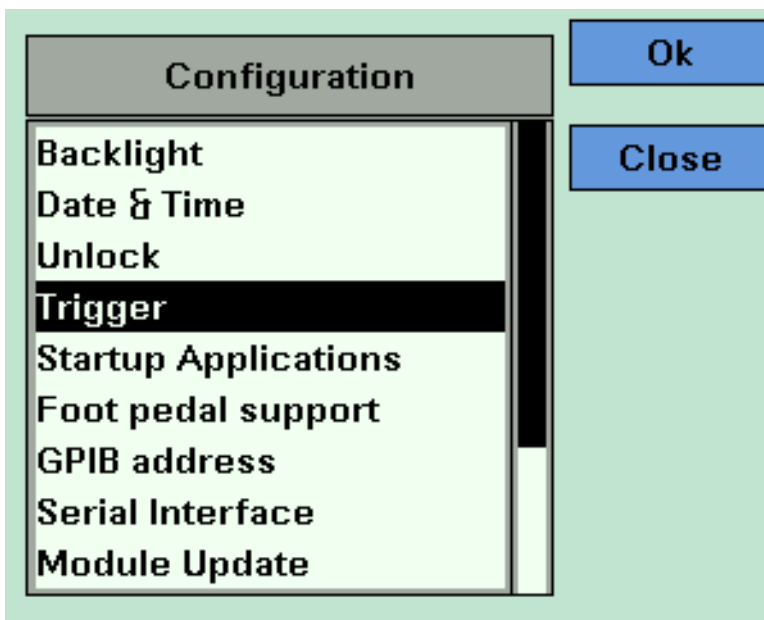 Configuration
Ok
Close
Backlight
Date & Time
Unlock
Trigger
Startup Applications
Foot pedal support
GPIB address
Serial Interface
Module Update